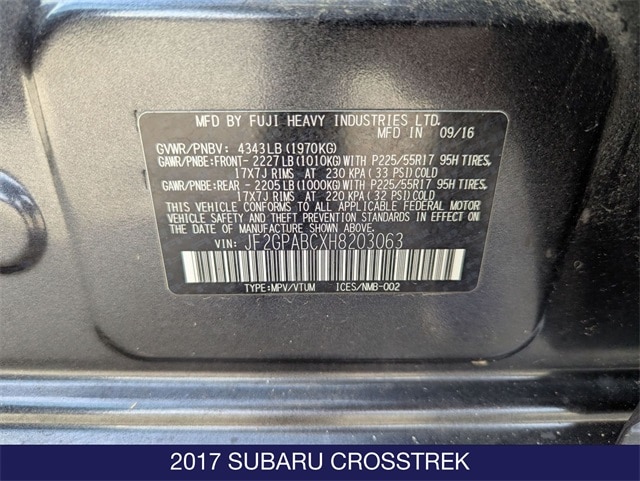 MFD BY FUJI HEAVY INDUSTRIES LTD.
MFD IN 09/16
GVWR/PNBV: 4343LB(1970KG)
GAWR/PNBE:FRONT- 2227LB(1010KG)WITH P225/55R17 95H TIRES,
17X7J RIMS AT 230 KPA( 33 PSI)COLD
GAWR/PNBE:REAR - 2205LB(1000KG)WITH P225/55R17 95H TIRES,
17X7J RIMS AT 220 KPA( 32 PSI)COLD
THIS VEHICLE CONFORMS TO ALL APPLICABLE FEDERAL MOTOR
VEHICLE SAFETY AND THEFT PREVENTION STANDARDS IN EFFECT ON
THE DATE OF MANUFACTURE SHOWN ABOVE.
VIN: JF2GPABCXH8203063
TYPE:MPV/VTUM ICES/NMB-002
2017 SUBARU CROSSTREK